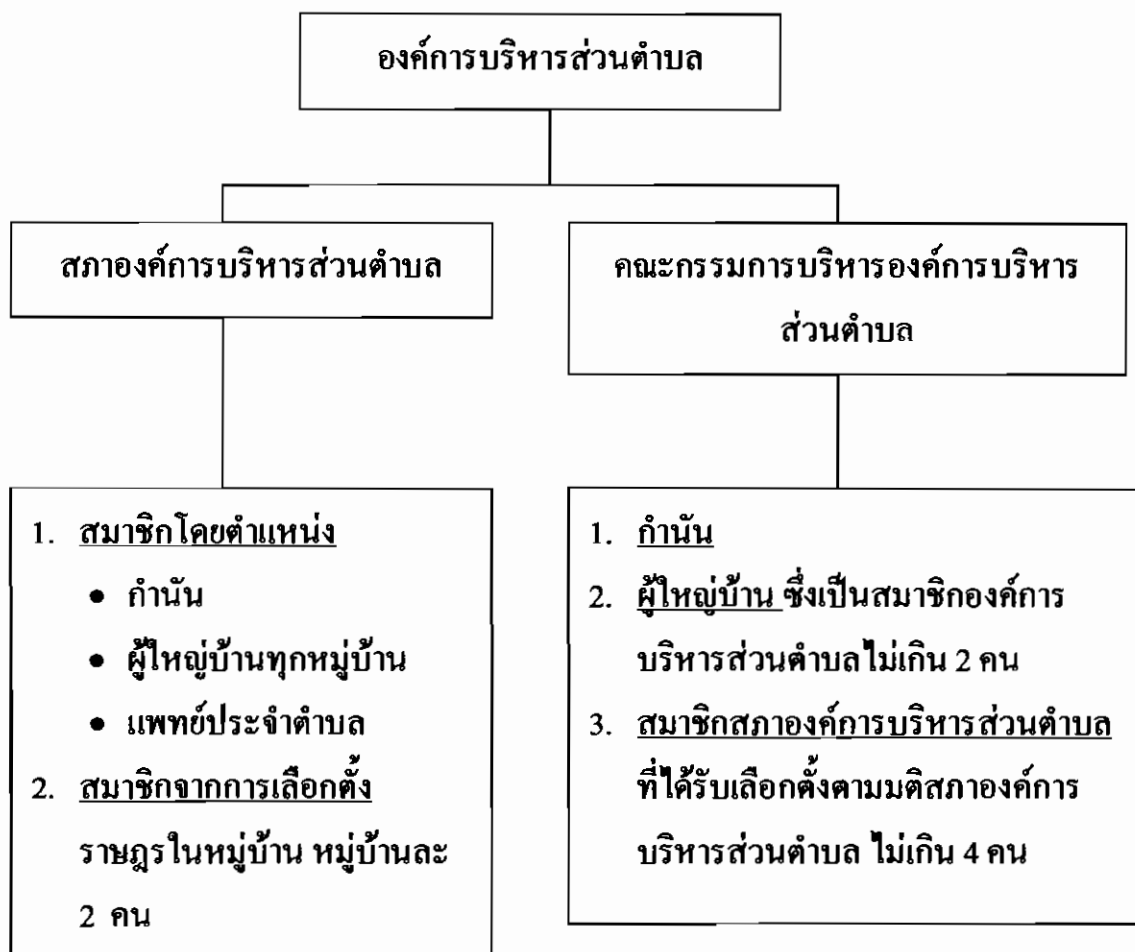 องค์การบริหารส่วนตำบล
สภาองค์การบริหารส่วนตำบล
คณะกรรมการบริหารองค์การบริหาร
ส่วนตำบล
1. สมาชิกโดยตำแหน่ง
• กำนัน
• ผู้ใหญ่บ้านทุกหมู่บ้าน
• แพทย์ประจำตำบล
2. สมาชิกจากการเลือกตั้ง
ราษฎรในหมู่บ้าน หมู่บ้านละ
2 คน
1. กำนัน
2. ผู้ใหญ่บ้าน ซึ่งเป็นสมาชิกองค์การ
บริหารส่วนตำบลไม่เกิน 2 คน
3. สมาชิกสภาองค์การบริหารส่วนตำบล
ที่ได้รับเลือกตั้งตามมติสภาองค์การ
บริหารส่วนตำบล ไม่เกิน 4 คน